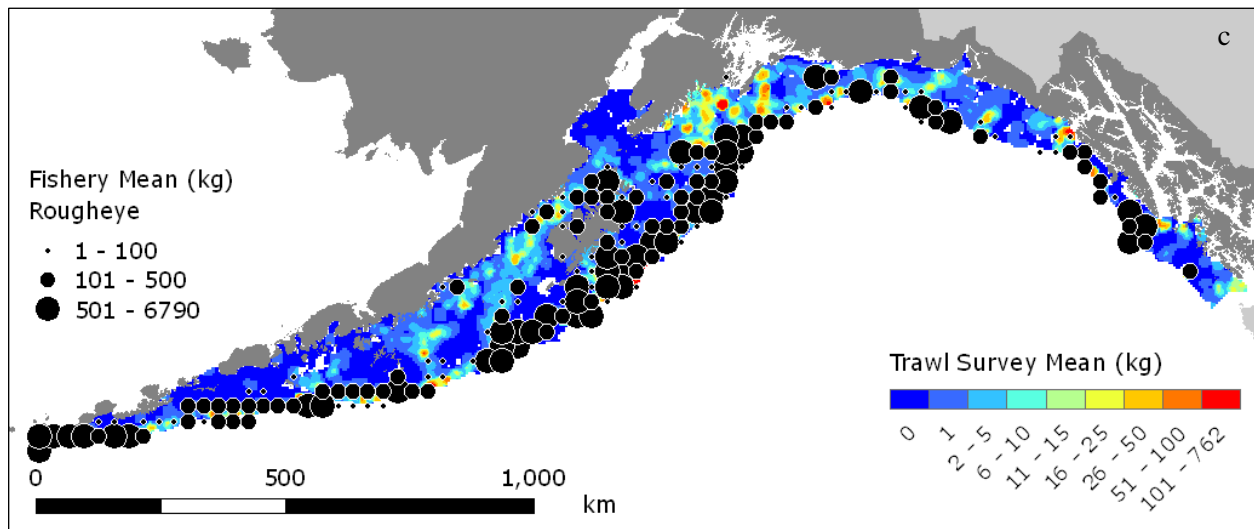 c
Fishery Mean (kg)
Rougheye
1 - 100
101 - 500
501 - 6790
Trawl Survey Mean (kg)
0
1
2 - 5
6 - 10
11 - 15
16 - 25
26 - 50
51 - 100
101 - 762
0 500 1,000
km